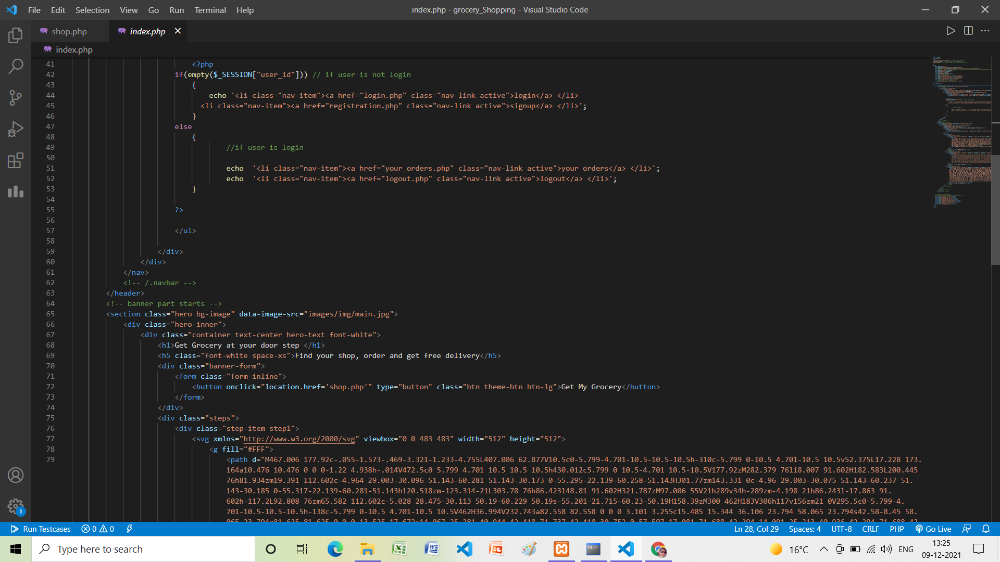 File Edit Selection View Go Run Terminal Help
index.php - grocery_Shopping - Visual Studio Code
shop.php
index.php
index.php
41 <?php
42 if(empty($_SESSION["user_id"])) // if user is not login
43 {
44 echo '<li class="nav-item"><a href="login.php" class="nav-link active">login</a> </li>
45 <li class="nav-item"><a href="registration.php" class="nav-link active">signup</a> </li>';
46 }
47 else
48 {
49 //if user is login
50
51 echo  '<li class="nav-item"><a href="your_orders.php" class="nav-link active">your orders</a> </li>';
52 echo  '<li class="nav-item"><a href="logout.php" class="nav-link active">logout</a> </li>';
53 }
54
55 ?>
56
57 </ul>
58
59 </div>
60 </div>
61 </nav>
62 <!-- /.navbar -->
63 </header>
64 <!-- banner part starts -->
65 <section class="hero bg-image" data-image-src="images/img/main.jpg">
66 <div class="hero-inner">
67 <div class="container text-center hero-text font-white">
68 <h1>Get Grocery at your door step </h1>
69 <h5 class="font-white space-xs">Find your shop, order and get free delivery</h5>
70 <div class="banner-form">
71 <form class="form-inline">
72 <button onclick="location.href='shop.php'" type="button" class="btn theme-btn btn-lg">Get My Grocery</button>
73 </form>
74 </div>
75 <div class="steps">
76 <div class="step-item step1">
77 <svg xmlns="http://www.w3.org/2000/svg" viewbox="0 0 483 483" width="512" height="512">
78 <g fill="#FFF">
79 <path d="M467.006 177.92c-.055-1.573-.469-3.321-1.233-4.755L407.006 62.877V10.5c0-5.799-4.701-10.5-10.5-10.5h-310c-5.799 0-10.5 4.701-10.5 10.5v52.375L17.228 173.
164a10.476 10.476 0 0 0-1.22 4.938h-.014V472.5c0 5.799 4.701 10.5 10.5 10.5h430.012c5.799 0 10.5-4.701 10.5-10.5V177.92zM282.379 76l18.007 91.602H182.583L200.445
76h81.934zm19.391 112.602c-4.964 29.003-30.096 51.143-60.281 51.143-30.173 0-55.295-22.139-60.258-51.143H301.77zm143.331 0c-4.96 29.003-30.075 51.143-60.237 51.
143-30.185 0-55.317-22.139-60.281-51.143h120.518zm-123.314-21L303.78 76h86.423l48.81 91.602H321.787zM97.006 55V21h289v34h-289zm-4.198 21h86.243l-17.863 91.
602h-117.2L92.808 76zm65.582 112.602c-5.028 28.475-30.113 50.19-60.229 50.19s-55.201-21.715-60.23-50.19H158.39zM300 462H183V306h117v156zm21 0V295.5c0-5.799-4.
701-10.5-10.5-10.5h-138c-5.799 0-10.5 4.701-10.5 10.5V462H36.994V232.743a82.558 82.558 0 0 0 3.101 3.255c15.485 15.344 36.106 23.794 58.065 23.794s42.58-8.45 58.
Run Testcases 0 0 Ln 28, Col 29 Spaces: 4 UTF-8 CRLF PHP Go Live
1
Type here to search
16°C ENG 13:25
09-12-2021